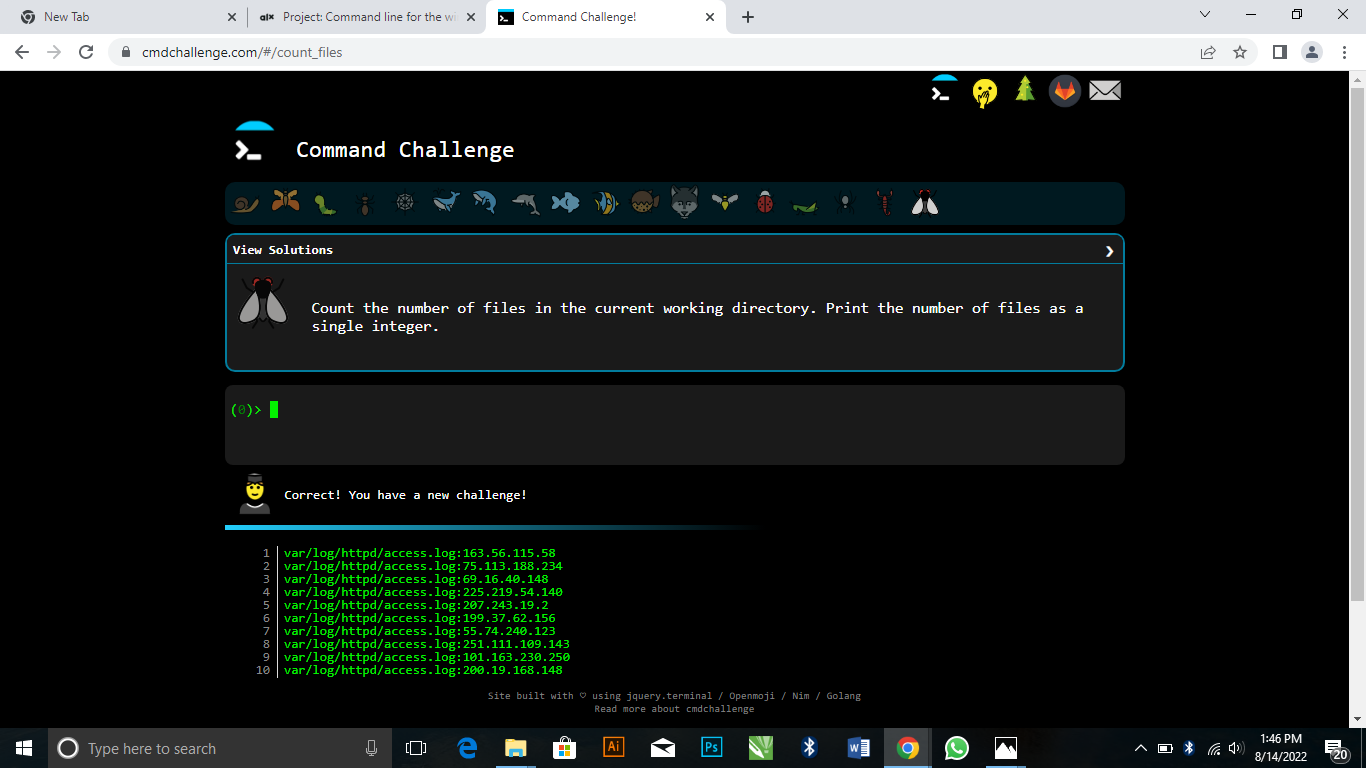 New Tab
alx Project: Command line for the wi
Command Challenge!
cmdchallenge.com/#/count_files
Command Challenge
View Solutions
Count the number of files in the current working directory. Print the number of files as a
single integer.
(0)>
Correct! You have a new challenge!
1 var/log/httpd/access.log:163.56.115.58
2 var/log/httpd/access.log:75.113.188.234
3 var/log/httpd/access.log:69.16.40.148
4 var/log/httpd/access.log:225.219.54.140
5 var/log/httpd/access.log:207.243.19.2
6 var/log/httpd/access.log:199.37.62.156
7 var/log/httpd/access.log:55.74.240.123
8 var/log/httpd/access.log:251.111.109.143
9 var/log/httpd/access.log:101.163.230.250
10 var/log/httpd/access.log:200.19.168.148
Site built with ♡ using jquery.terminal / Openmoji / Nim / Golang
Read more about cmdchallenge
Type here to search
Ai
Ps
W
1:46 PM
8/14/2022
20